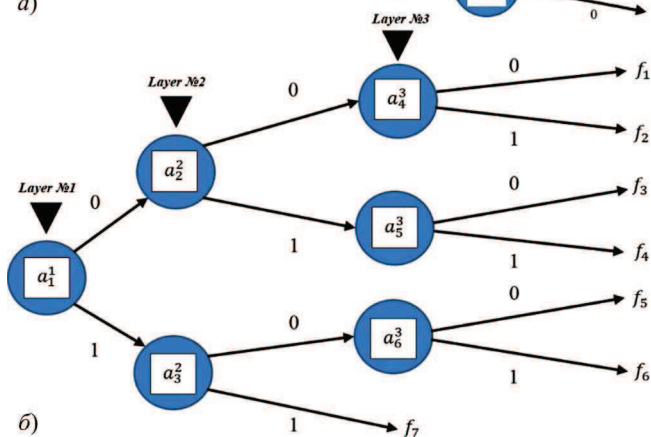 а)
0
Layer №3
0
f₁
Layer №2
0
a₄³
1
f₂
a₂²
0
f₃
Layer №1
0
a₅³
1
1
f₄
a₁¹
0
f₅
1
0
a₆³
a₃²
1
f₆
б)
1
f₇